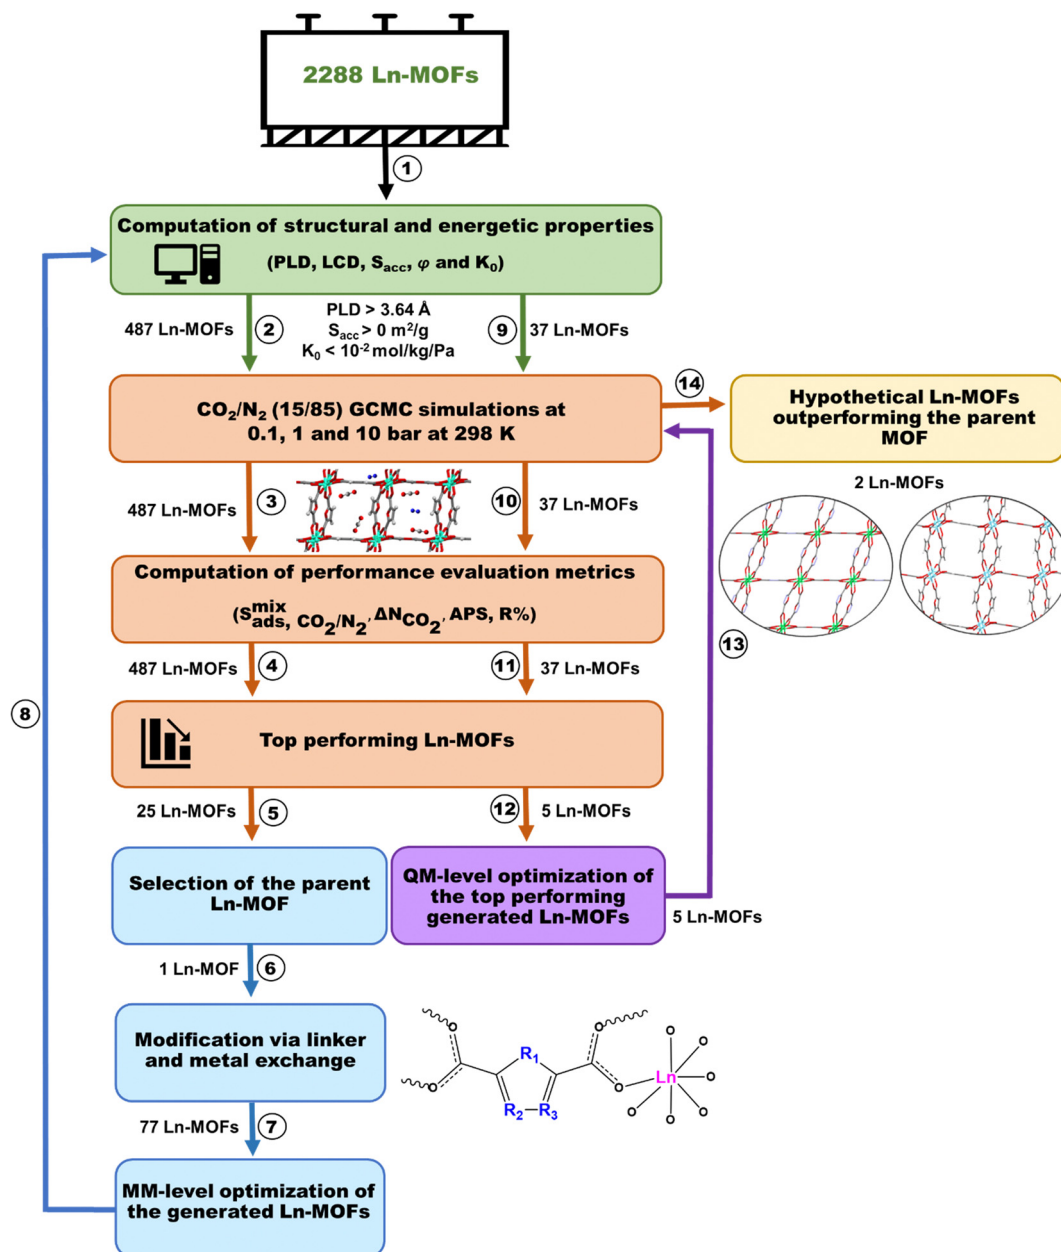 2288 Ln-MOFs
1
Computation of structural and energetic properties
(PLD, LCD, Sacc, φ and K0)
487 Ln-MOFs
2
PLD > 3.64 Å
Sacc > 0 m²/g
K0 < 10⁻² mol/kg/Pa
9
37 Ln-MOFs
CO2/N2 (15/85) GCMC simulations at
0.1, 1 and 10 bar at 298 K
14
Hypothetical Ln-MOFs
outperforming the parent
MOF
2 Ln-MOFs
487 Ln-MOFs
3
10
37 Ln-MOFs
Computation of performance evaluation metrics
(S mix ads, CO2/N2, ΔNCO2, APS, R%)
487 Ln-MOFs
4
11
37 Ln-MOFs
13
8
Top performing Ln-MOFs
25 Ln-MOFs
5
12
5 Ln-MOFs
Selection of the parent
Ln-MOF
QM-level optimization of
the top performing
generated Ln-MOFs
5 Ln-MOFs
1 Ln-MOF
6
Modification via linker
and metal exchange
O
O
O
O
R1
R2
R3
Ln
O
O
O
O
O
O
77 Ln-MOFs
7
MM-level optimization of
the generated Ln-MOFs